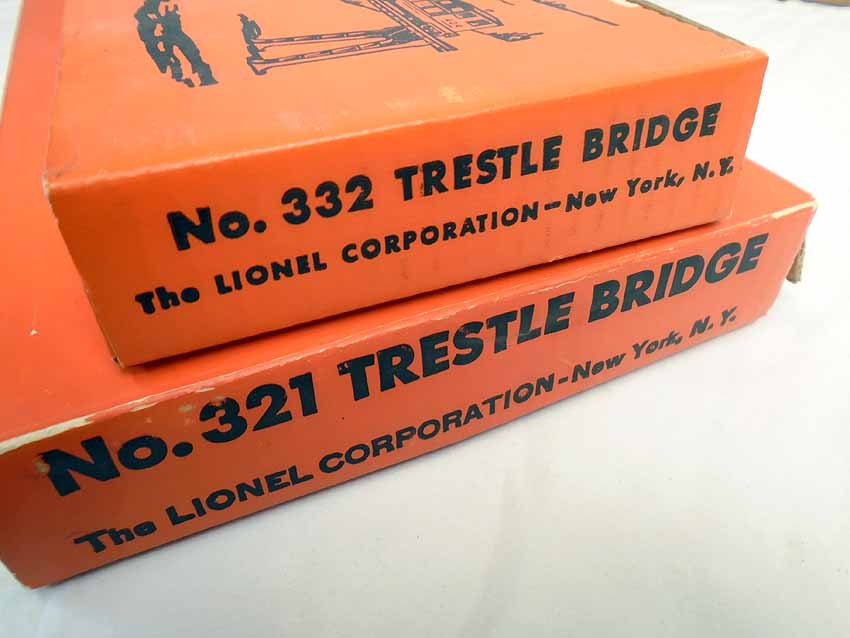 No. 332 TRESTLE BRIDGE
The LIONEL CORPORATION—New York, N.Y.
No. 321 TRESTLE BRIDGE
The LIONEL CORPORATION-New York, N.Y.